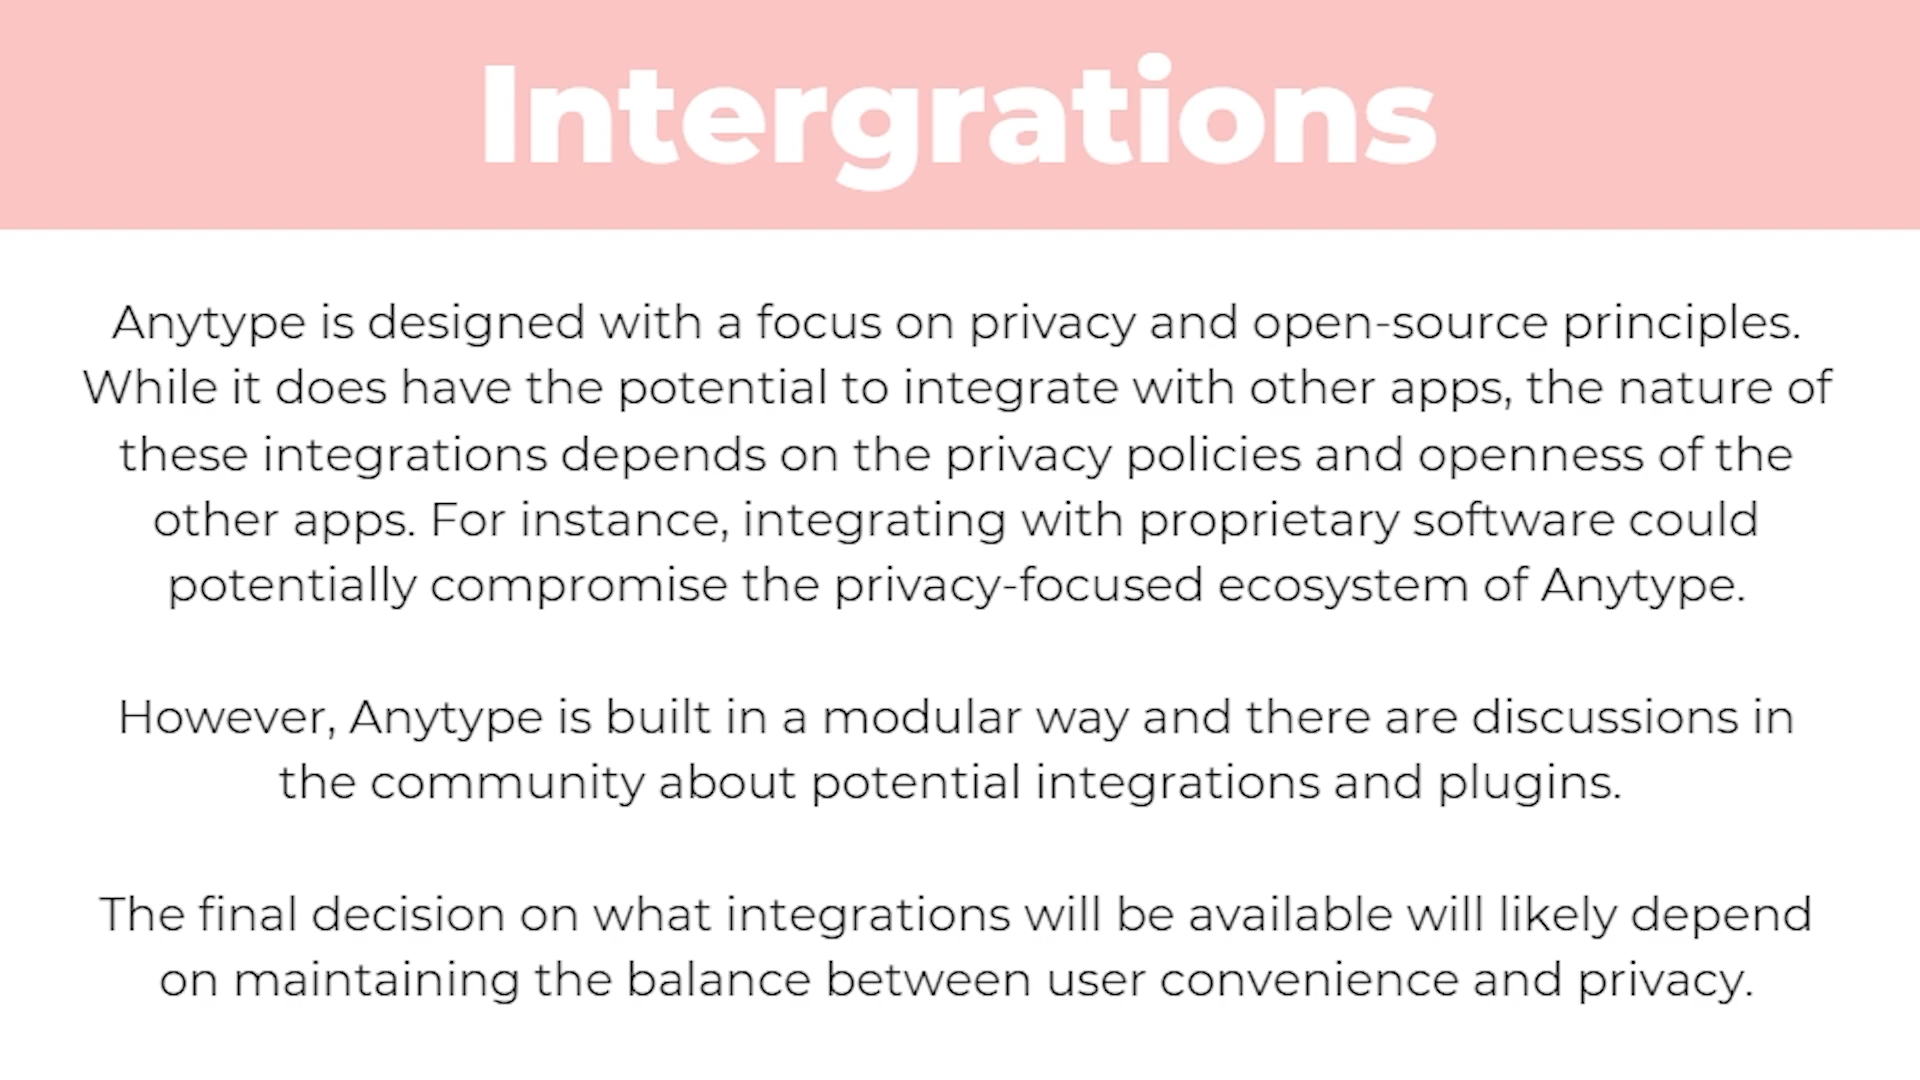 Intergrations
Anytype is designed with a focus on privacy and open-source principles.
While it does have the potential to integrate with other apps, the nature of
these integrations depends on the privacy policies and openness of the
other apps. For instance, integrating with proprietary software could
potentially compromise the privacy-focused ecosystem of Anytype.
However, Anytype is built in a modular way and there are discussions in
the community about potential integrations and plugins.
The final decision on what integrations will be available will likely depend
on maintaining the balance between user convenience and privacy.